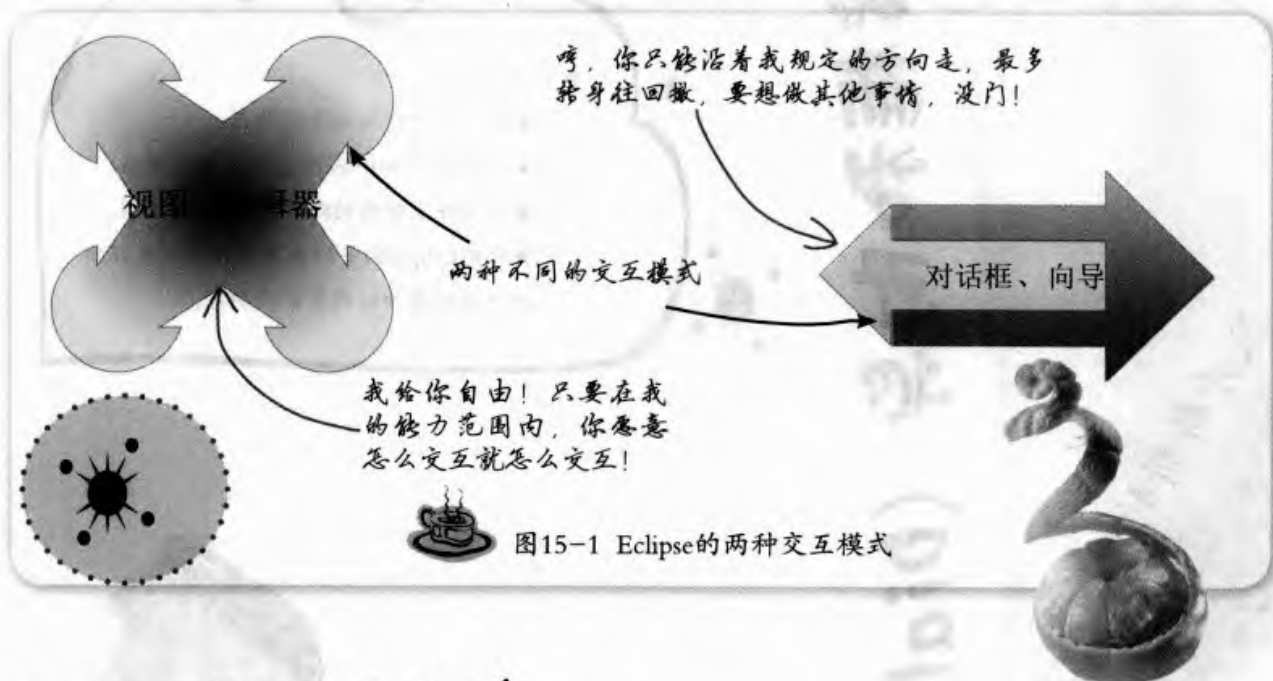 哼，你只能沿着我规定的方向走，最多
转身往回撤，要想做其他事情，没门！
视图 辑器
两种不同的交互模式
对话框、向导
我给你自由！只要在我
的能力范围内，你愿意
怎么交互就怎么交互！
图15-1 Eclipse的两种交互模式